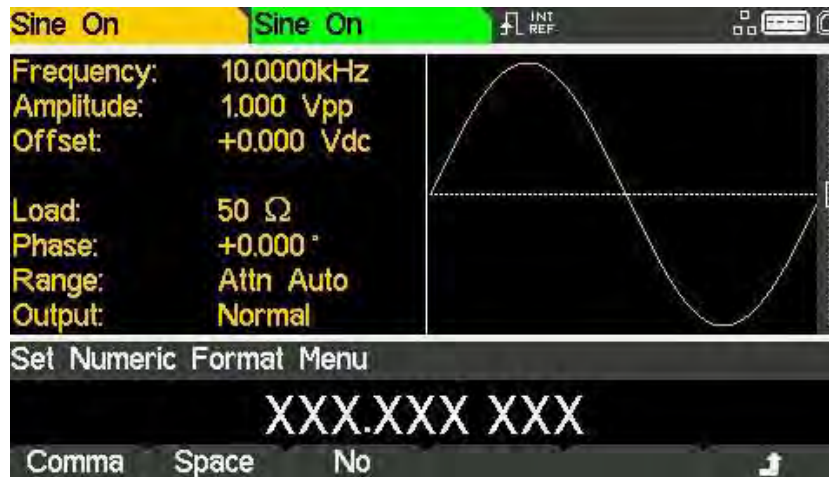 Sine On Sine On INT
REF
Frequency: 10.0000kHz
Amplitude: 1.000 Vpp
Offset: +0.000 Vdc
Load: 50 Ω
Phase: +0.000°
Range: Attn Auto
Output: Normal
Set Numeric Format Menu
XXX.XXX XXX
Comma Space No